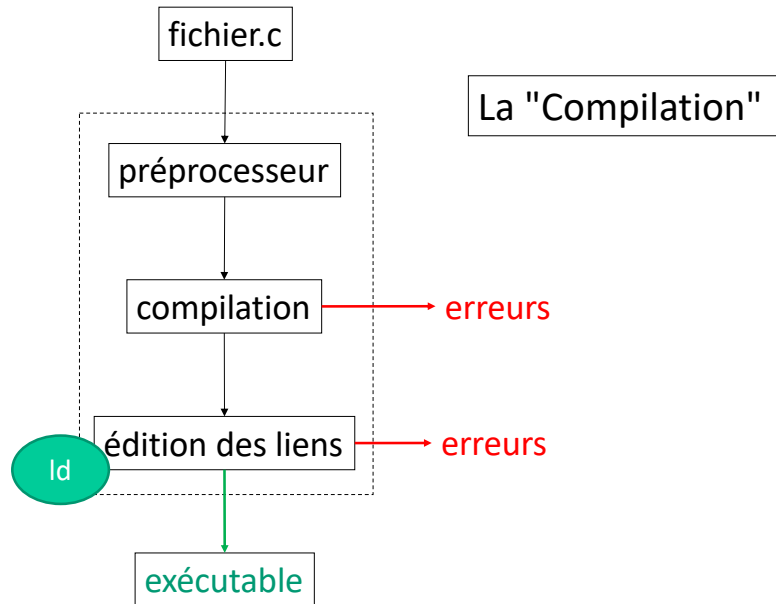 fichier.c
La "Compilation"
préprocesseur
compilation
erreurs
édition des liens
erreurs
ld
exécutable